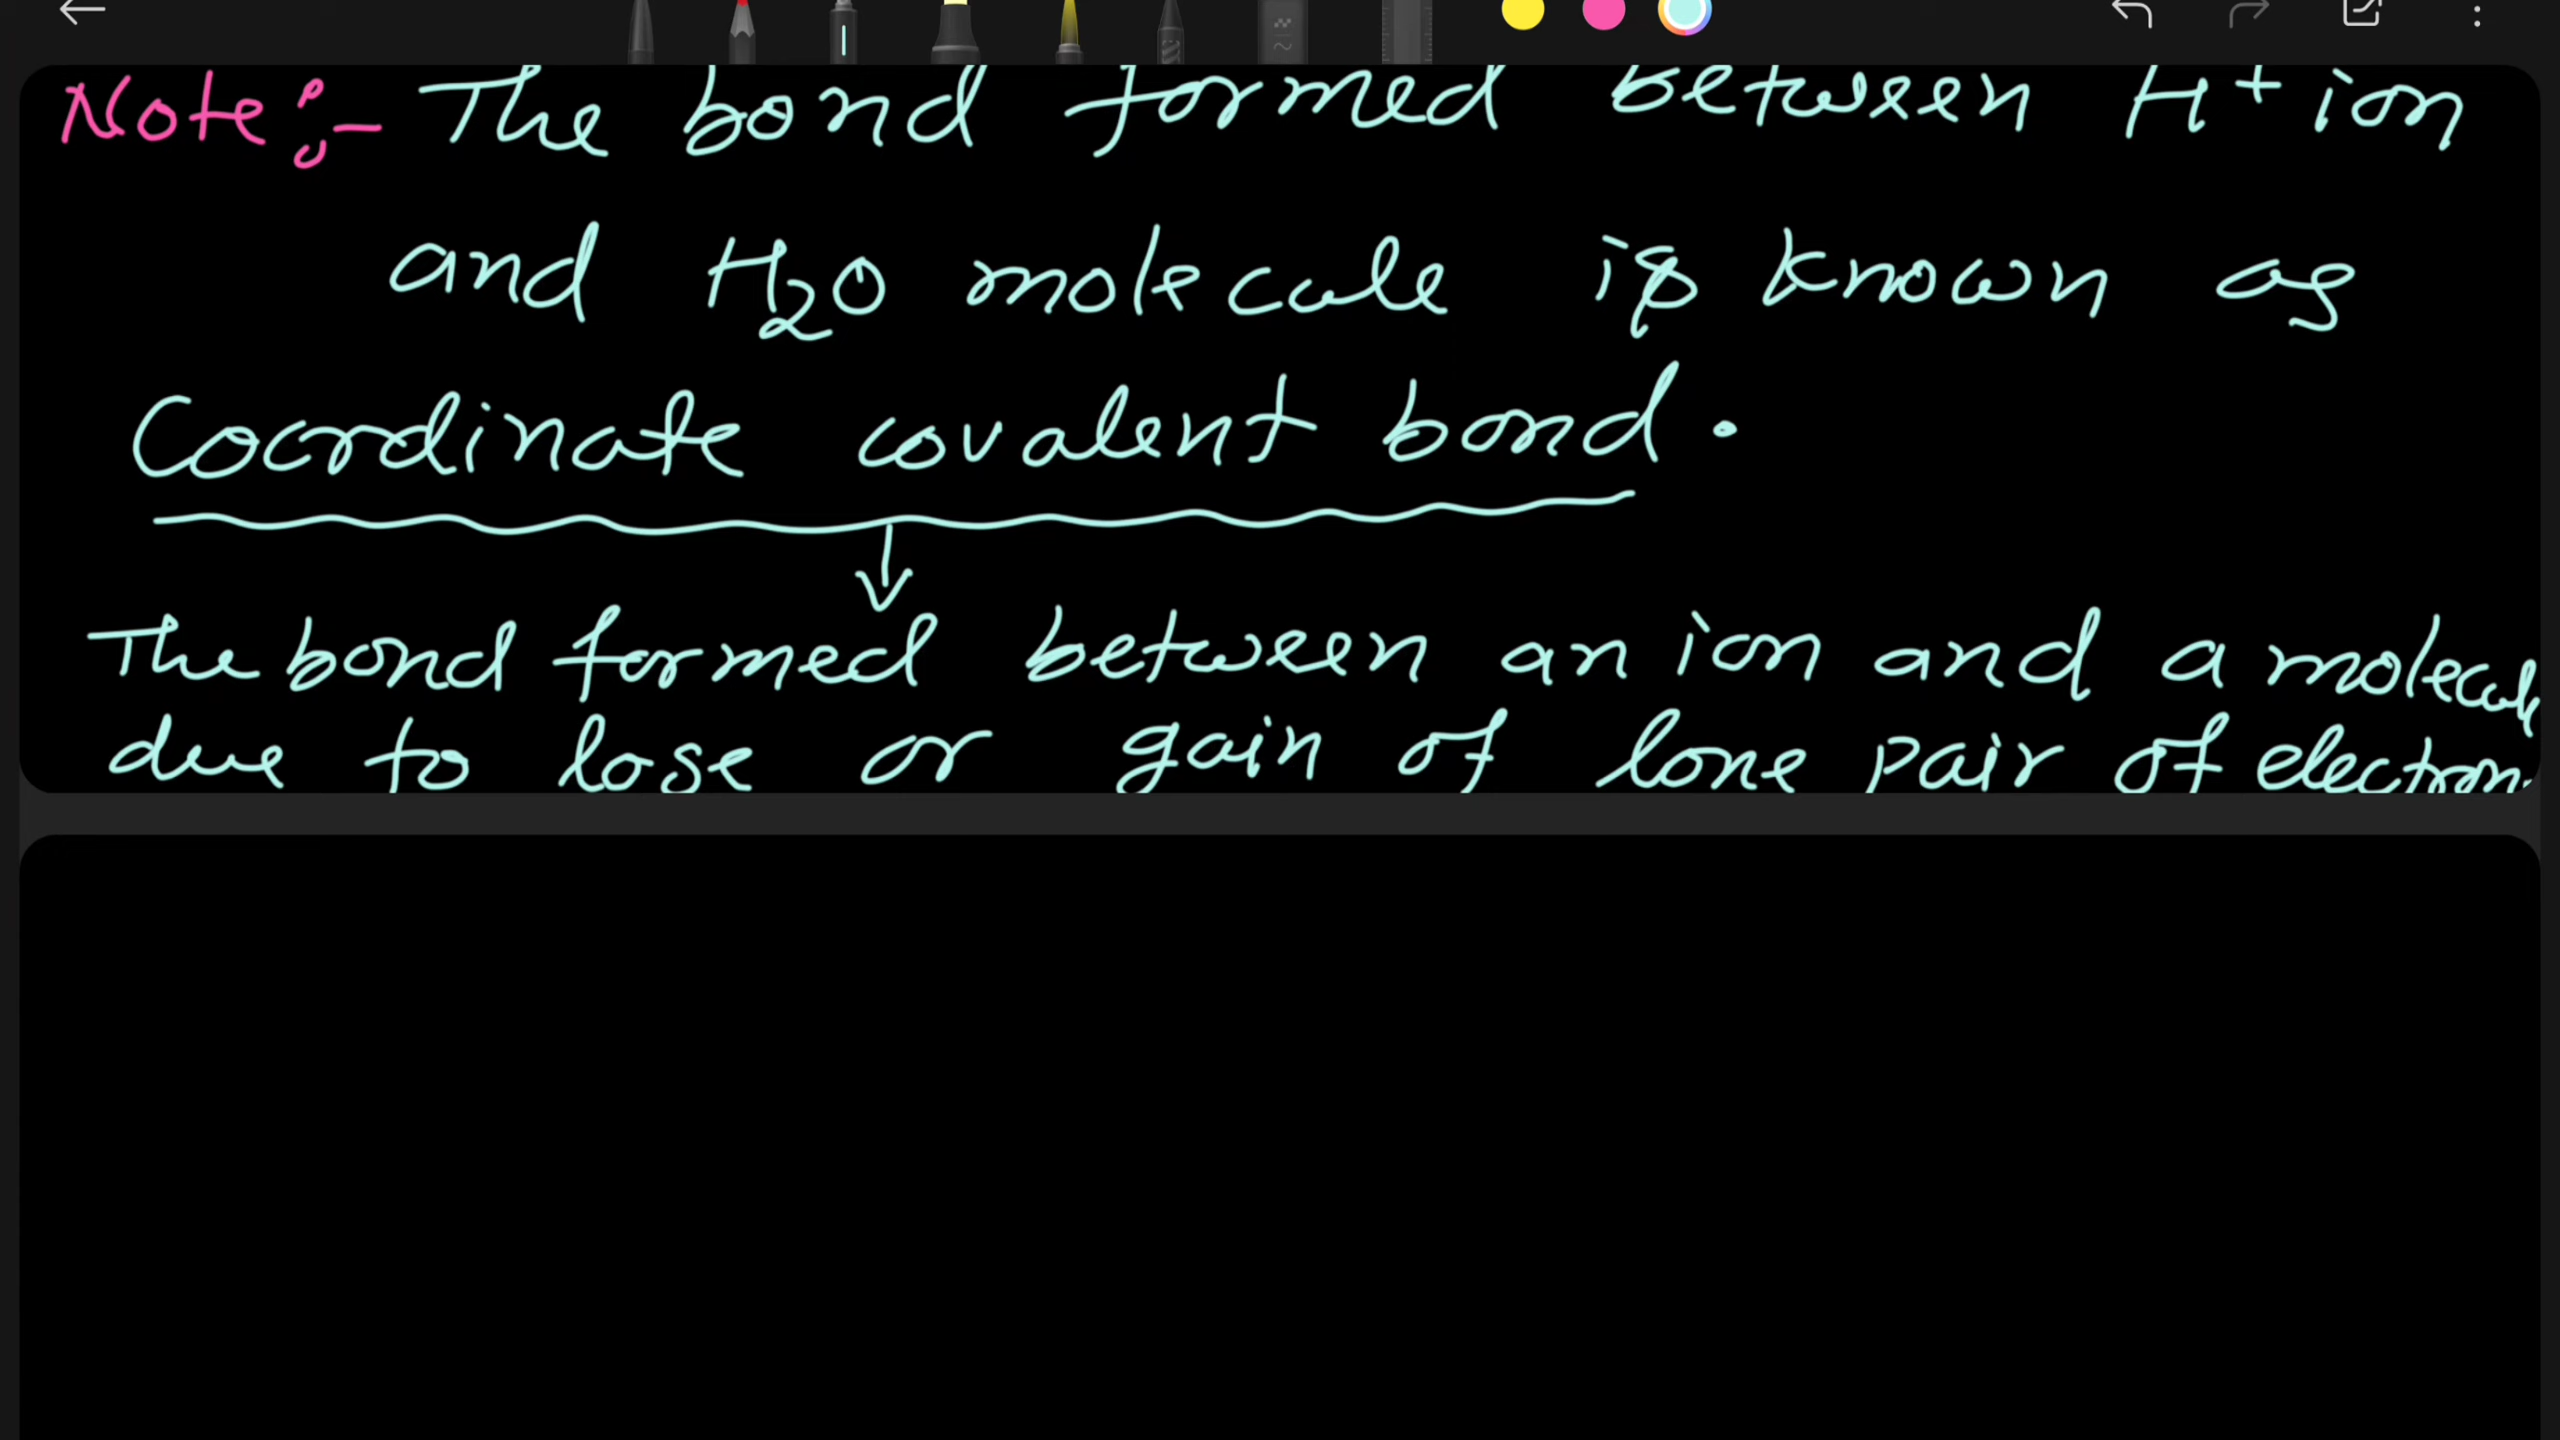 Note :- The bond formed between H+ ion
and H2O molecule is known as
Coordinate covalent bond.
The bond formed between an ion and a molecule
due to lose or gain of lone pair of electron.